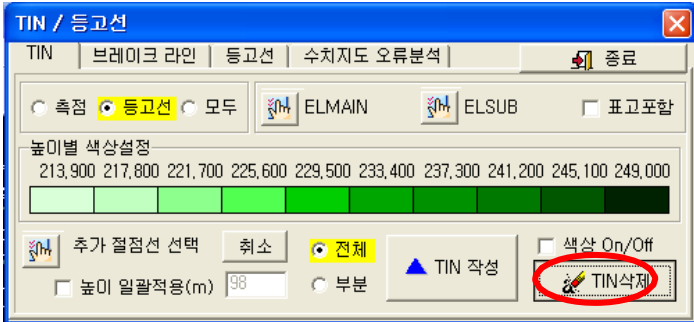 TIN / 등고선
TIN 브레이크 라인 등고선 수치지도 오류분석 종료
측점 등고선 모두 ELMAIN ELSUB 표고포함
높이별 색상설정
213,900 217,800 221,700 225,600 229,500 233,400 237,300 241,200 245,100 249,000
추가 절점선 선택 취소 전체 TIN 작성 색상 On/Off
높이 일괄적용(m) 98 부분 TIN삭제